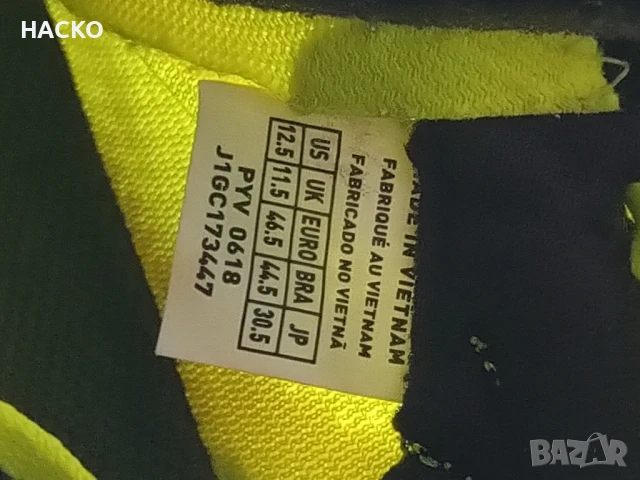 HACKO
MADE IN VIETNAM
FABRIQUÉ AU VIETNAM
FABRICADO NO VIETNÃ
US UK EURO BRA JP
12.5 11.5 46.5 44.5 30.5
PYV 0618
J1GC173447
BAZAR